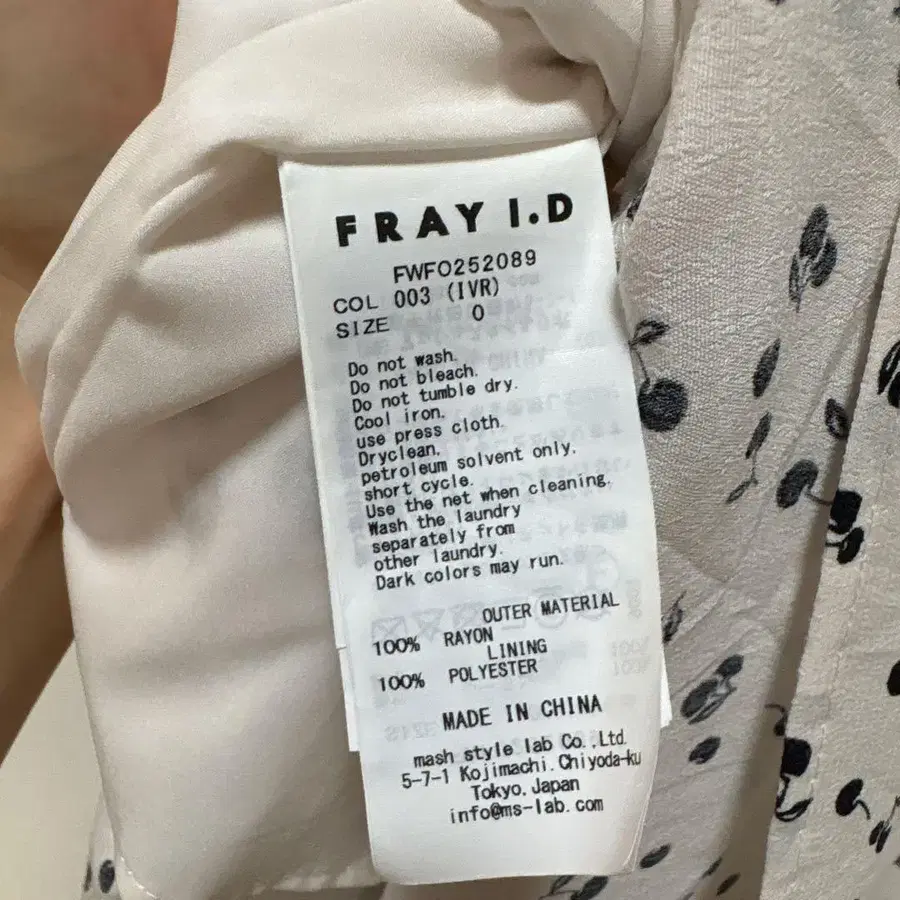 FRAY I.D
FWFO252089
COL 003 (IVR)
SIZE 0
Do not wash.
Do not bleach.
Do not tumble dry.
Cool iron.
use press cloth.
Dryclean.
petroleum solvent only.
short cycle.
Use the net when cleaning.
Wash the laundry
separately from
other laundry.
Dark colors may run.
OUTER MATERIAL
100% RAYON
LINING
100% POLYESTER
MADE IN CHINA
mash style lab Co.,Ltd.
5-7-1 Kojimachi.Chiyoda-ku
Tokyo.Japan
info@ms-lab.com